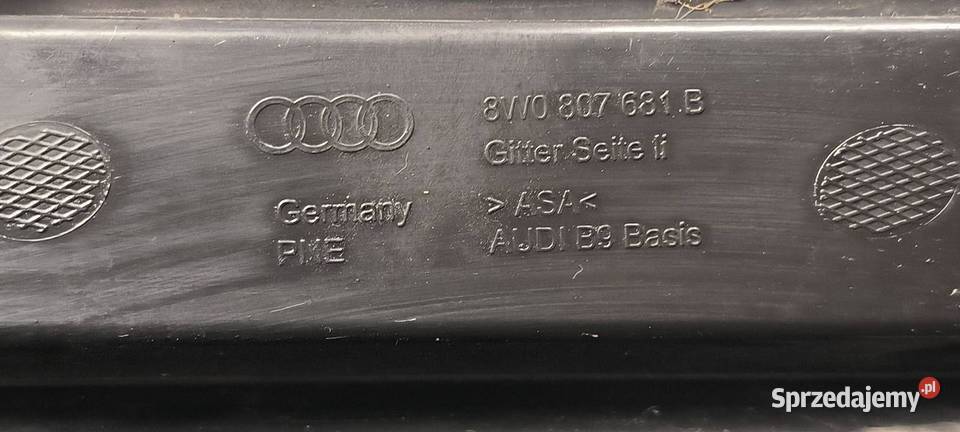 8W0 807 681 B
Gitter Seite li
Germany
> ASA<
PME
AUDI B9 Basis
Sprzedajemy.pl